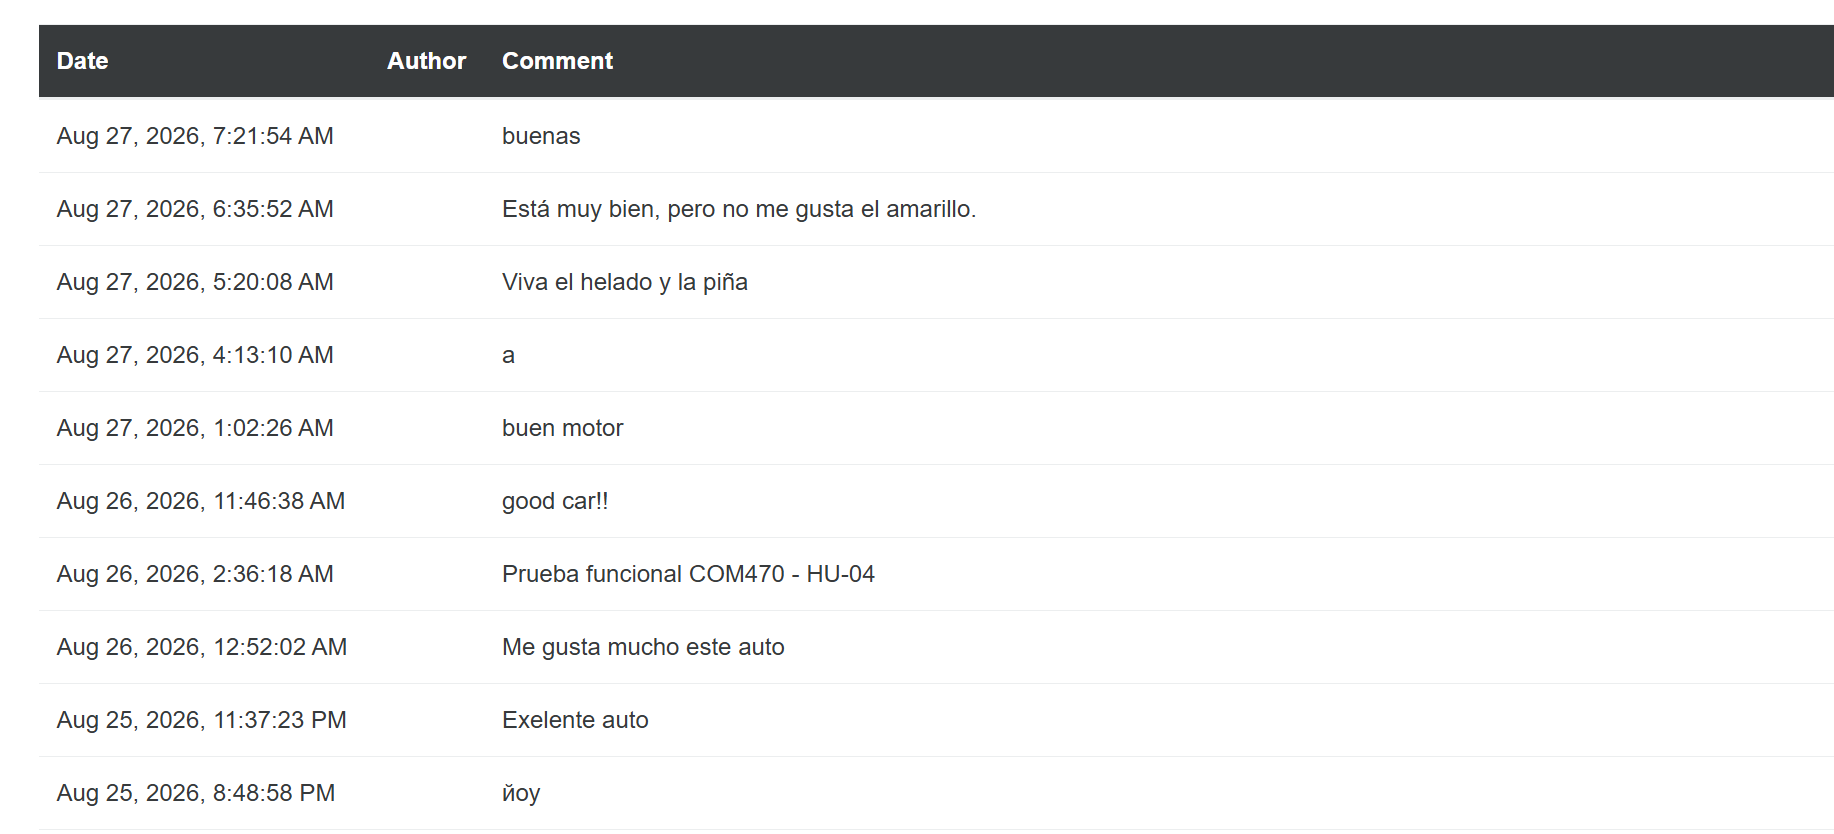 Date Author Comment
Aug 27, 2026, 7:21:54 AM buenas
Aug 27, 2026, 6:35:52 AM Está muy bien, pero no me gusta el amarillo.
Aug 27, 2026, 5:20:08 AM Viva el helado y la piña
Aug 27, 2026, 4:13:10 AM a
Aug 27, 2026, 1:02:26 AM buen motor
Aug 26, 2026, 11:46:38 AM good car!!
Aug 26, 2026, 2:36:18 AM Prueba funcional COM470 - HU-04
Aug 26, 2026, 12:52:02 AM Me gusta mucho este auto
Aug 25, 2026, 11:37:23 PM Exelente auto
Aug 25, 2026, 8:48:58 PM йоу